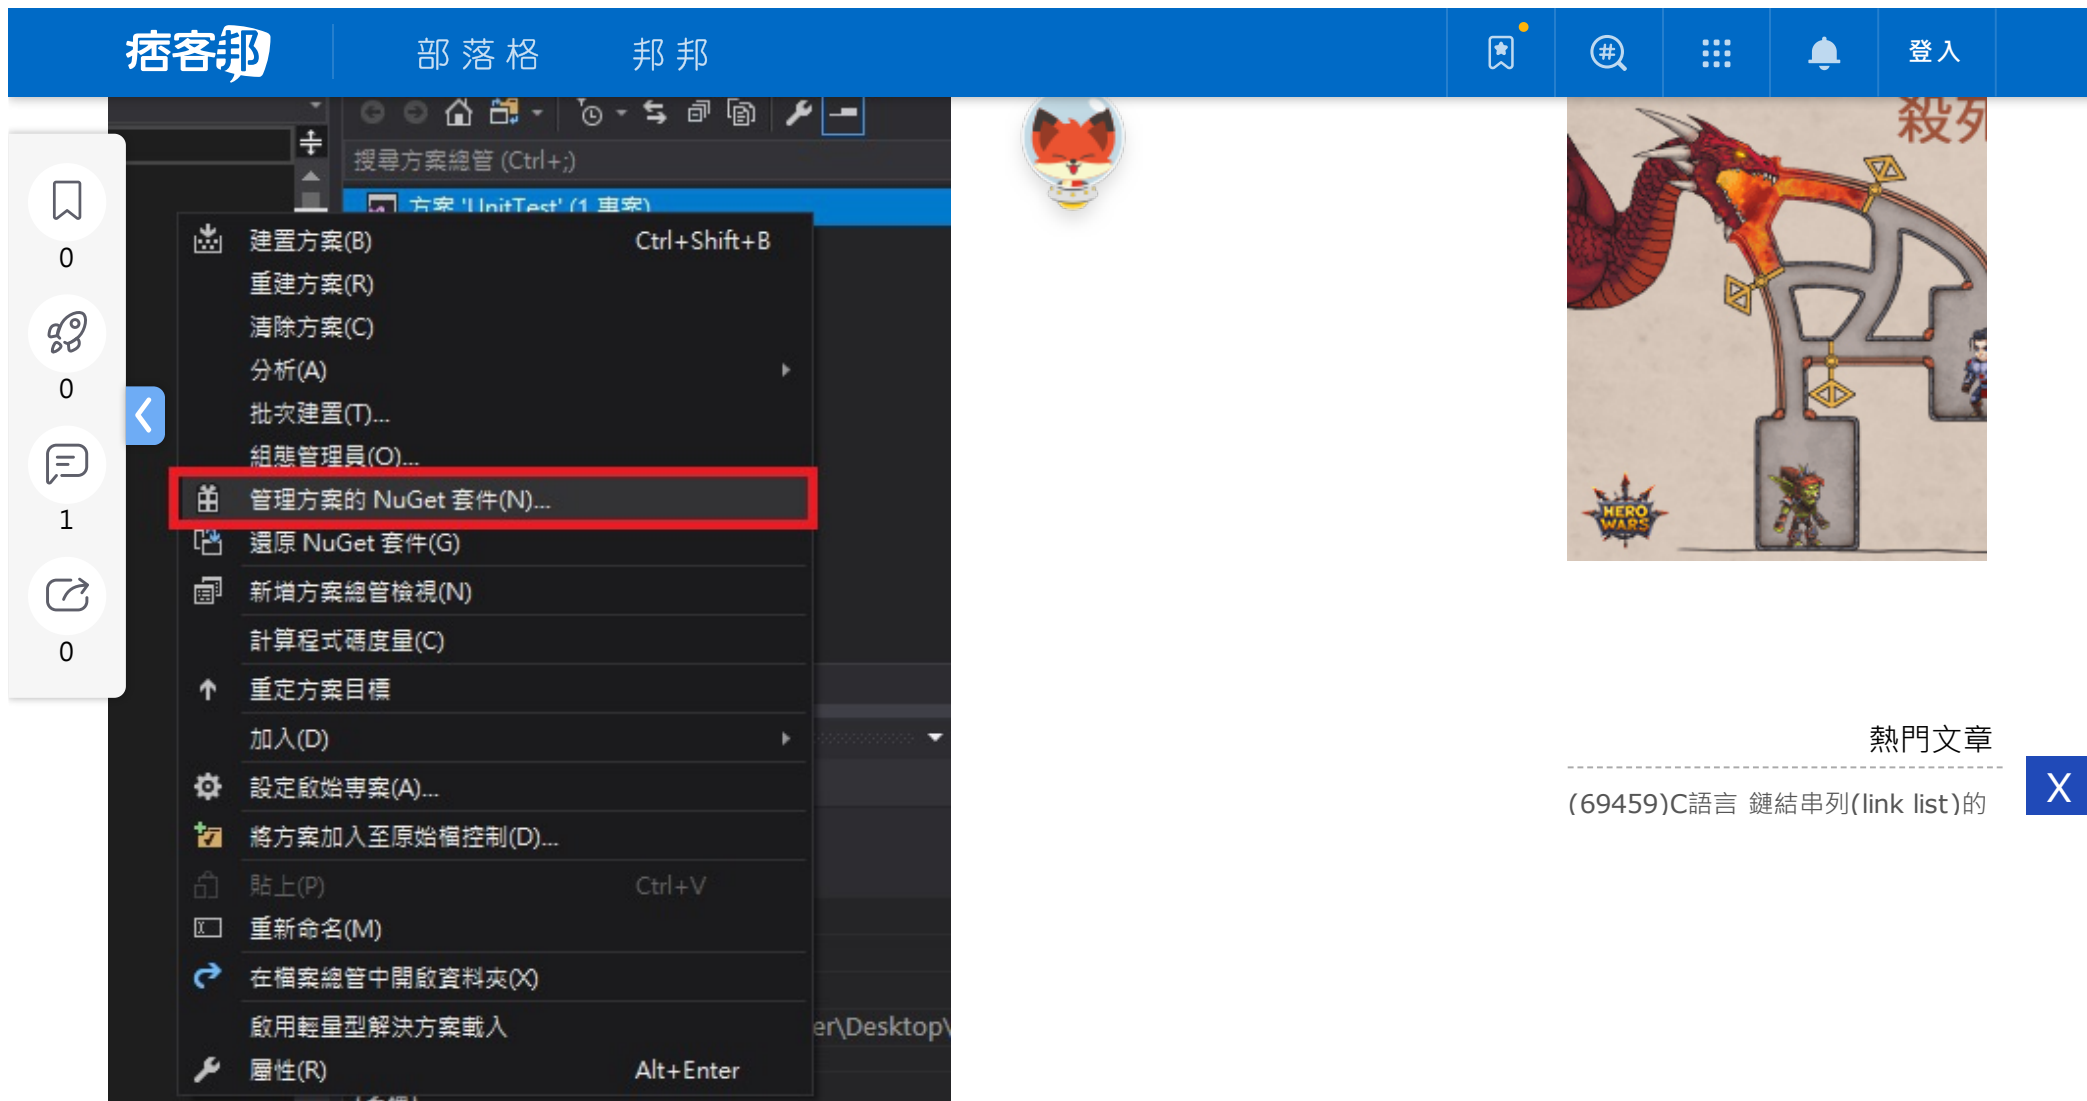 痞客邦 部落格 邦邦 登入
搜尋方案總管 (Ctrl+;)
方案 'UnitTest' (1 專案)
建置方案(B) Ctrl+Shift+B
重建方案(R)
清除方案(C)
分析(A)
批次建置(T)...
組態管理員(O)...
管理方案的 NuGet 套件(N)...
還原 NuGet 套件(G)
新增方案總管檢視(N)
計算程式碼度量(C)
重定方案目標
加入(D)
設定啟始專案(A)...
將方案加入至原始檔控制(D)...
貼上(P) Ctrl+V
重新命名(M)
在檔案總管中開啟資料夾(X)
啟用輕量型解決方案載入
er\Desktop\
屬性(R) Alt+Enter
0
0
1
0
殺死
HERO
WARS
熱門文章
X
(69459)C語言 鏈結串列(link list)的